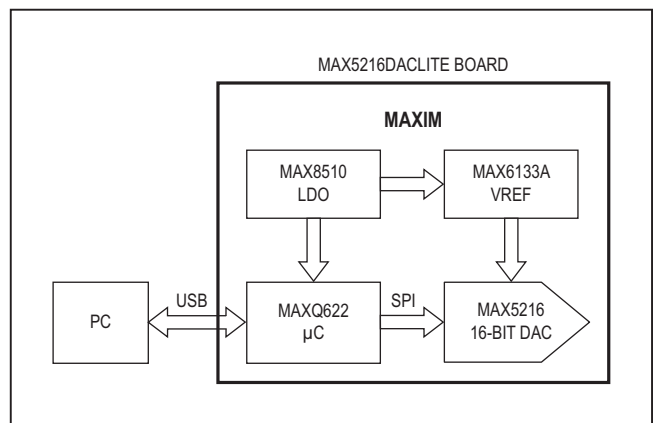 MAX5216DACLITE BOARD
MAXIM
MAX8510
LDO
MAX6133A
VREF
PC
USB
MAXQ622
µC
SPI
MAX5216
16-BIT DAC